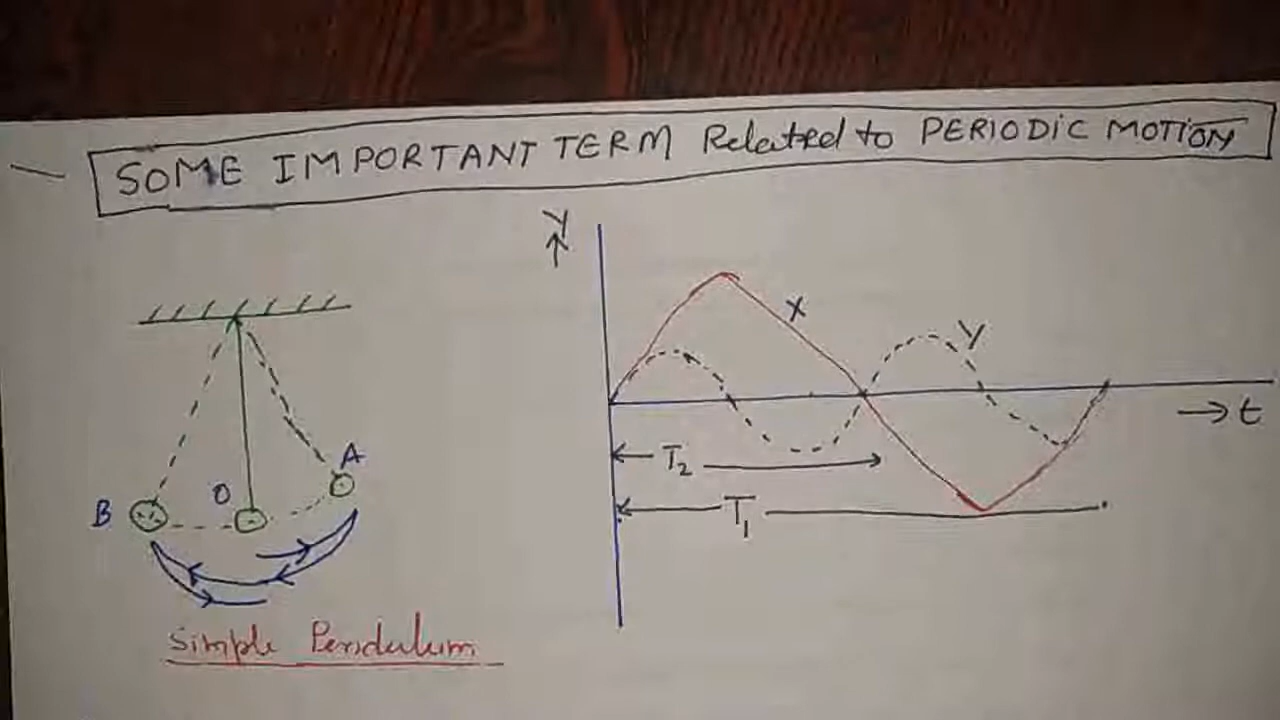 SOME IMPORTANT TERM Related to PERIODIC MOTION
y
X
Y
→ t
T2
T1
A
O
B
Simple Pendulum